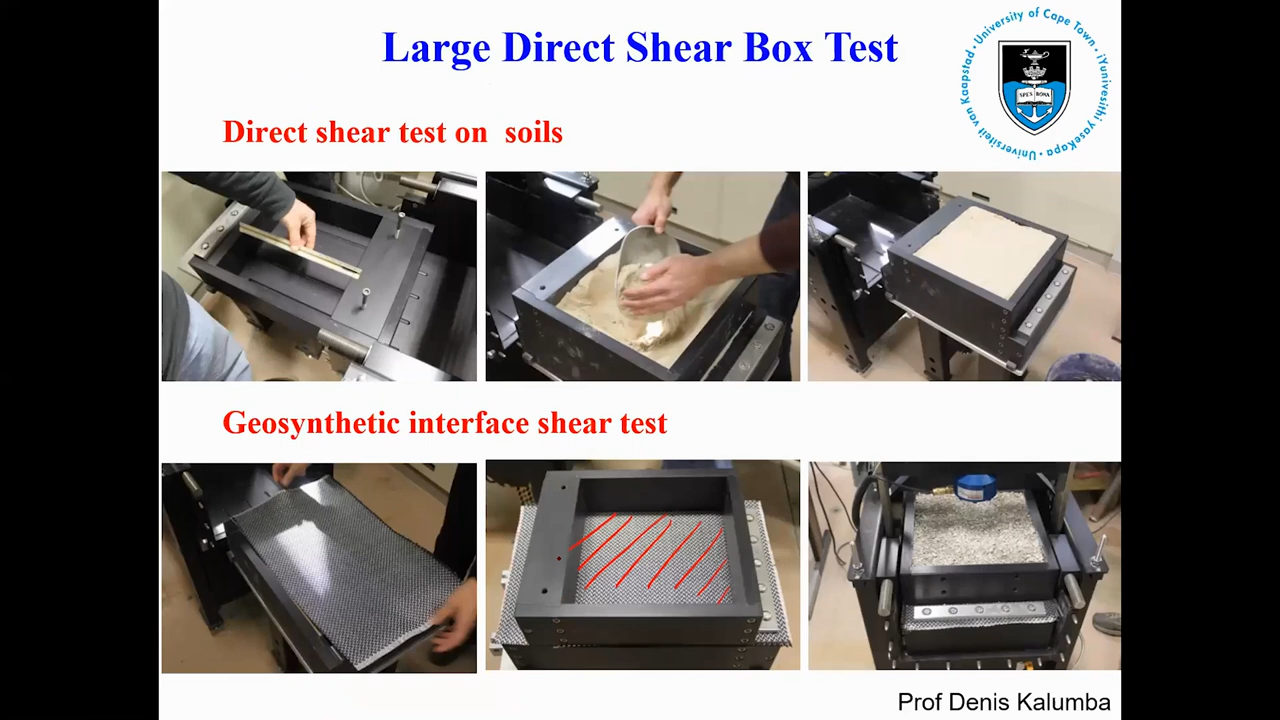 Large Direct Shear Box Test
University of Cape Town · iYunivesithi yaseKapa · Universiteit van Kaapstad ·
SPES BONA
Direct shear test on soils
Geosynthetic interface shear test
Prof Denis Kalumba